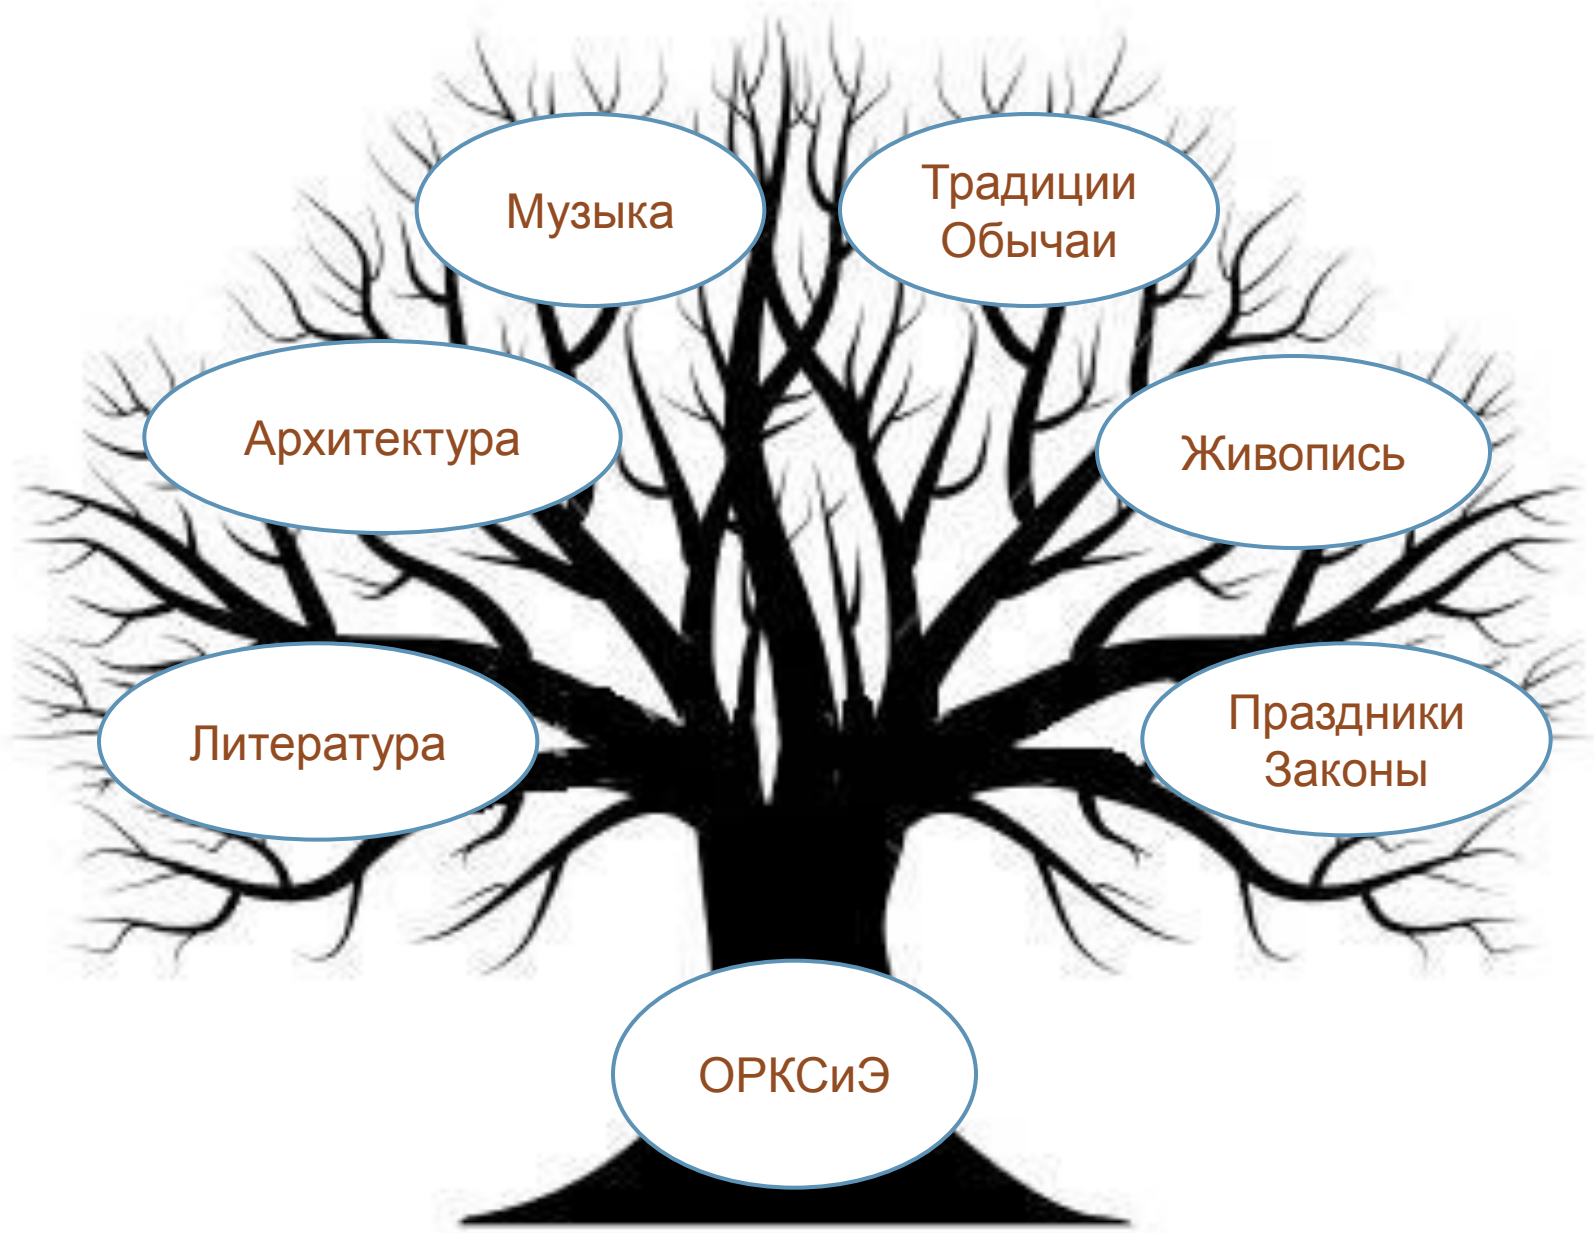 Музыка
Традиции
Обычаи
Архитектура
Живопись
Литература
Праздники
Законы
ОРКСиЭ